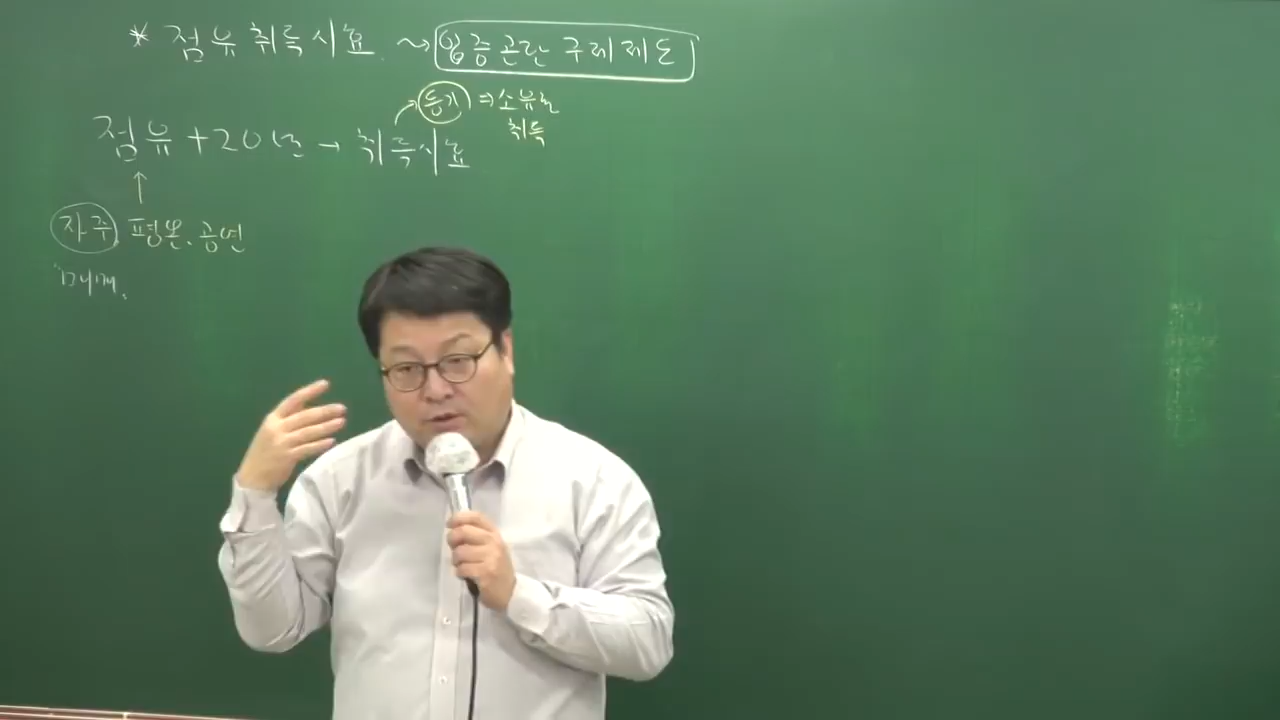 * 점유취득시효 ~> 입증곤란 구제제도
등기 ⇒ 소유권
취득
점유 + 20년 → 취득시효
자주 평온, 공연
"매매"